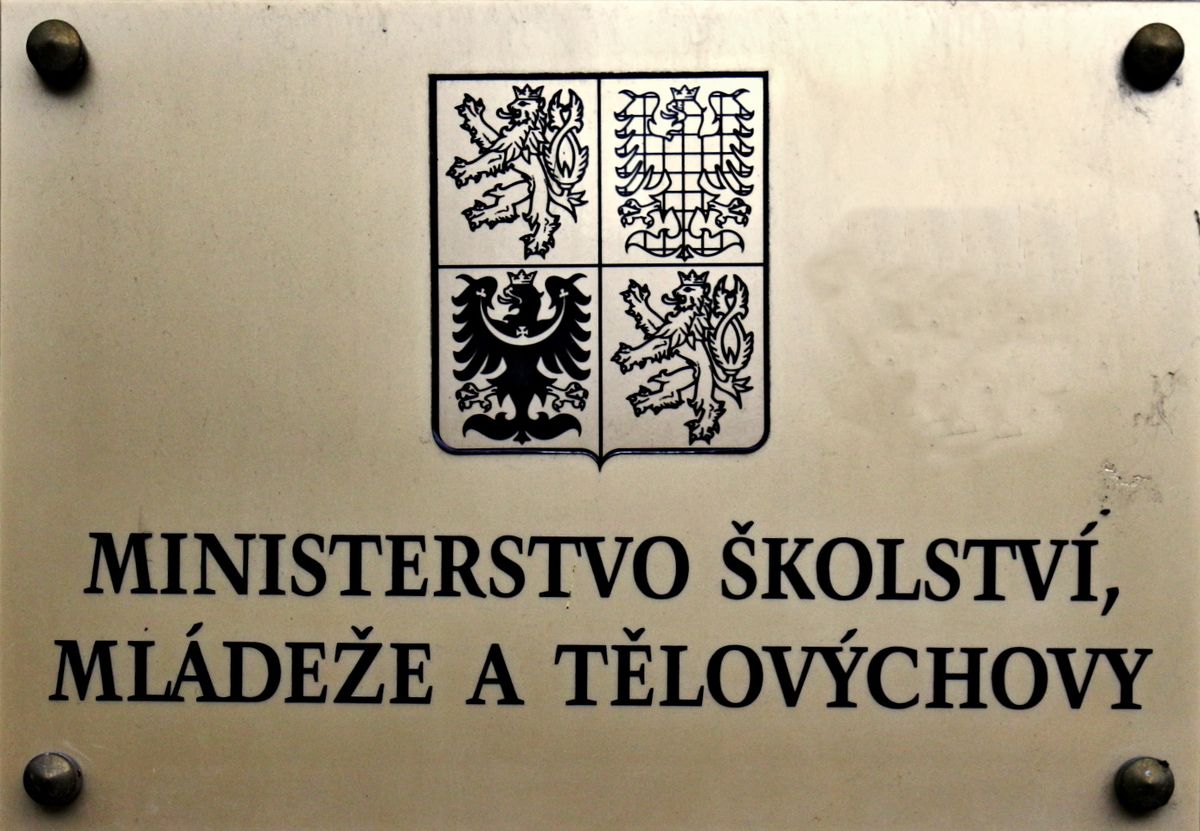 MINISTERSTVO ŠKOLSTVÍ,
MLÁDEŽE A TĚLOVÝCHOVY